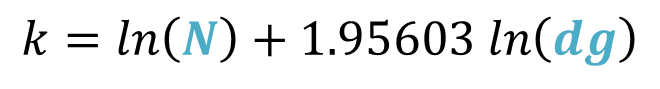 k = ln(N) + 1.95603 ln(dg)